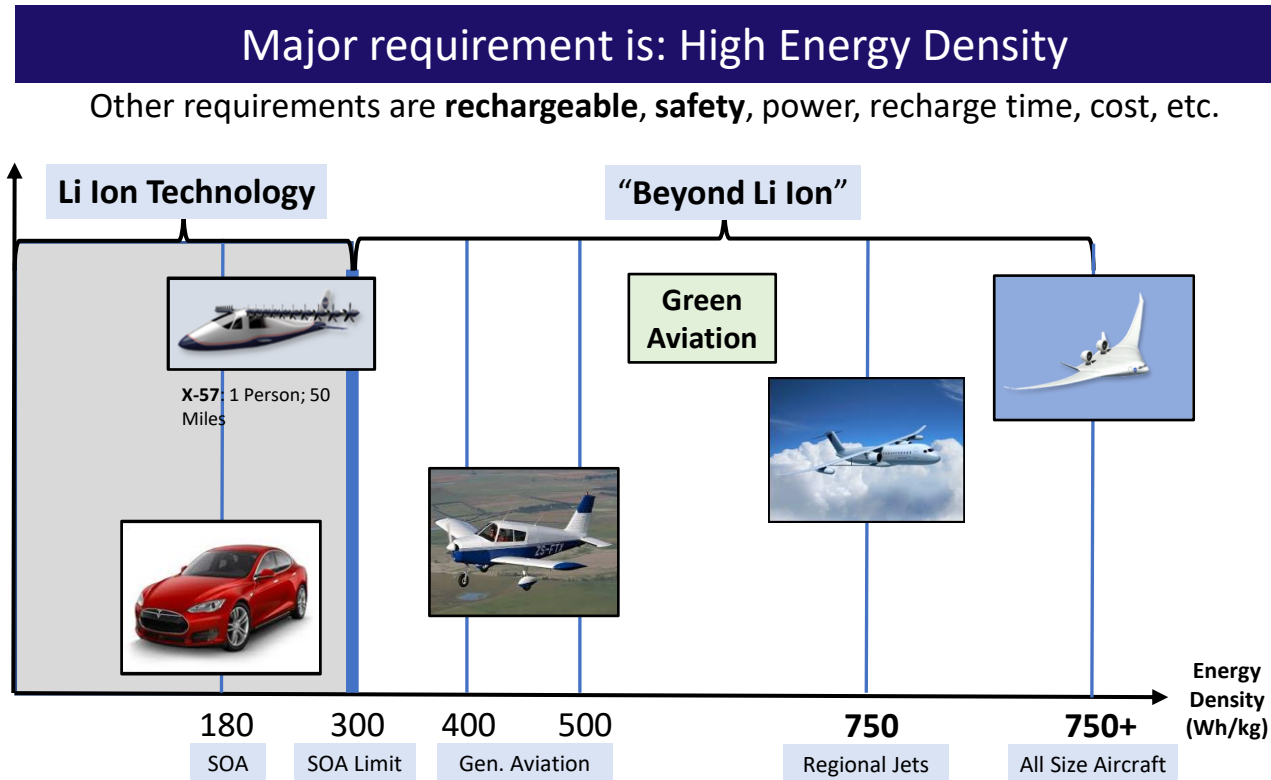 Major requirement is: High Energy Density
Other requirements are rechargeable, safety, power, recharge time, cost, etc.
Li Ion Technology
“Beyond Li Ion”
Green
Aviation
X-57: 1 Person; 50
Miles
ZS-FTY
Energy
Density
(Wh/kg)
180
300
400
500
750
750+
SOA
SOA Limit
Gen. Aviation
Regional Jets
All Size Aircraft